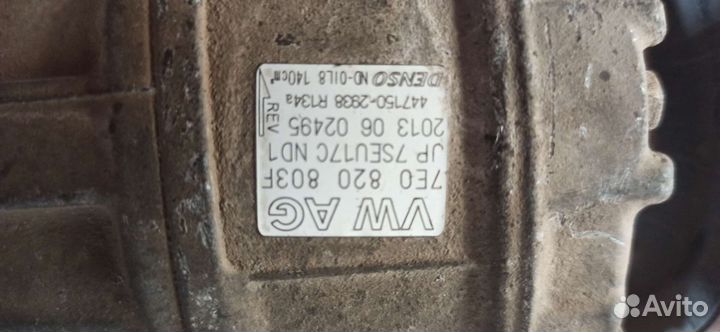 VW AG
7E0 820 803F
JP 7SEU17C ND1
2013 06 02495
447150-2938 R134a
DENSO ND-OIL8 140cm³
REV
Avito